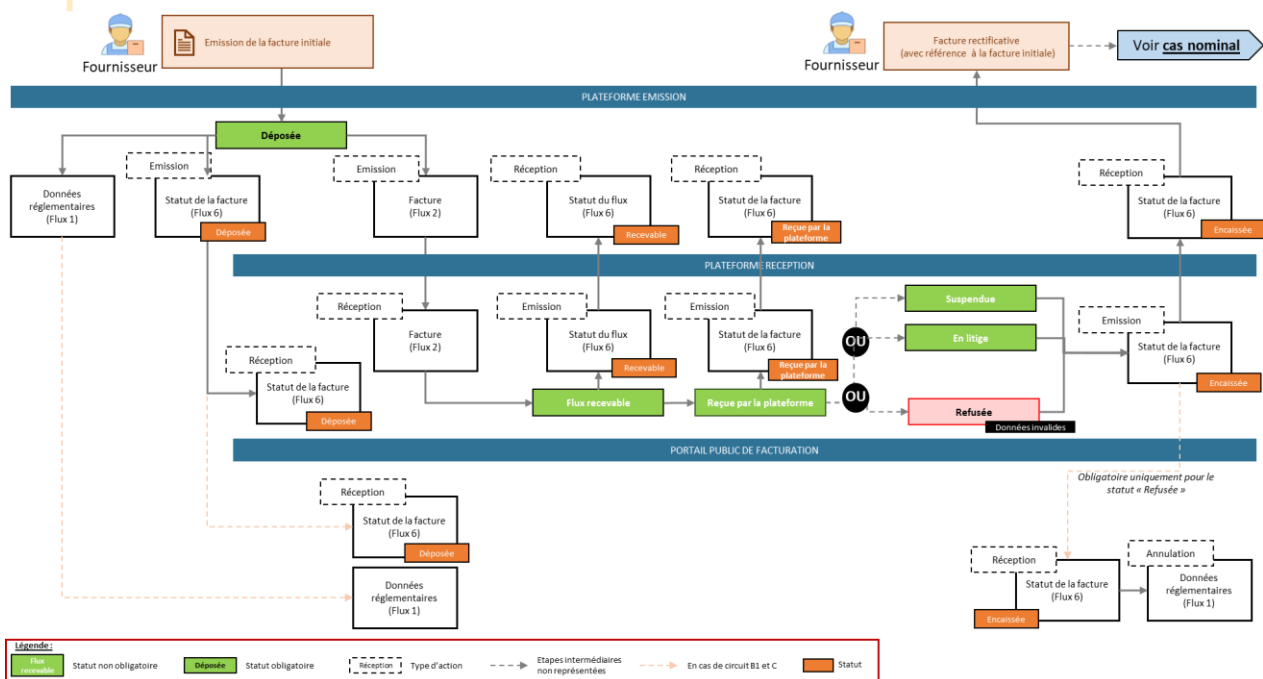 Emission de la facture initiale
Fournisseur
Facture rectificative
(avec référence à la facture initiale)
Fournisseur
Voir cas nominal
PLATEFORME EMISSION
Déposée
Données
réglementaires
(Flux 1)
Emission
Statut de la facture
(Flux 6)
Déposée
Emission
Facture
(Flux 2)
Réception
Statut du flux
(Flux 6)
Recevable
Réception
Statut de la facture
(Flux 6)
Reçue par la
plateforme
Réception
Statut de la facture
(Flux 6)
Encaissée
PLATEFORME RECEPTION
Réception
Statut de la facture
(Flux 6)
Déposée
Réception
Facture
(Flux 2)
Emission
Statut du flux
(Flux 6)
Recevable
Flux recevable
Emission
Statut de la facture
(Flux 6)
Reçue par la
plateforme
Reçue par la plateforme
OU
OU
Suspendue
En litige
Refusée
Données invalides
Emission
Statut de la facture
(Flux 6)
Encaissée
PORTAIL PUBLIC DE FACTURATION
Obligatoire uniquement pour le
statut « Refusée »
Réception
Statut de la facture
(Flux 6)
Déposée
Données
réglementaires
(Flux 1)
Réception
Statut de la facture
(Flux 6)
Encaissée
Annulation
Données
réglementaires
(Flux 1)
Légende :
Flux
recevable
Statut non obligatoire
Déposée
Statut obligatoire
Réception
Type d'action
Etapes intermédiaires
non représentées
En cas de circuit B1 et C
Statut